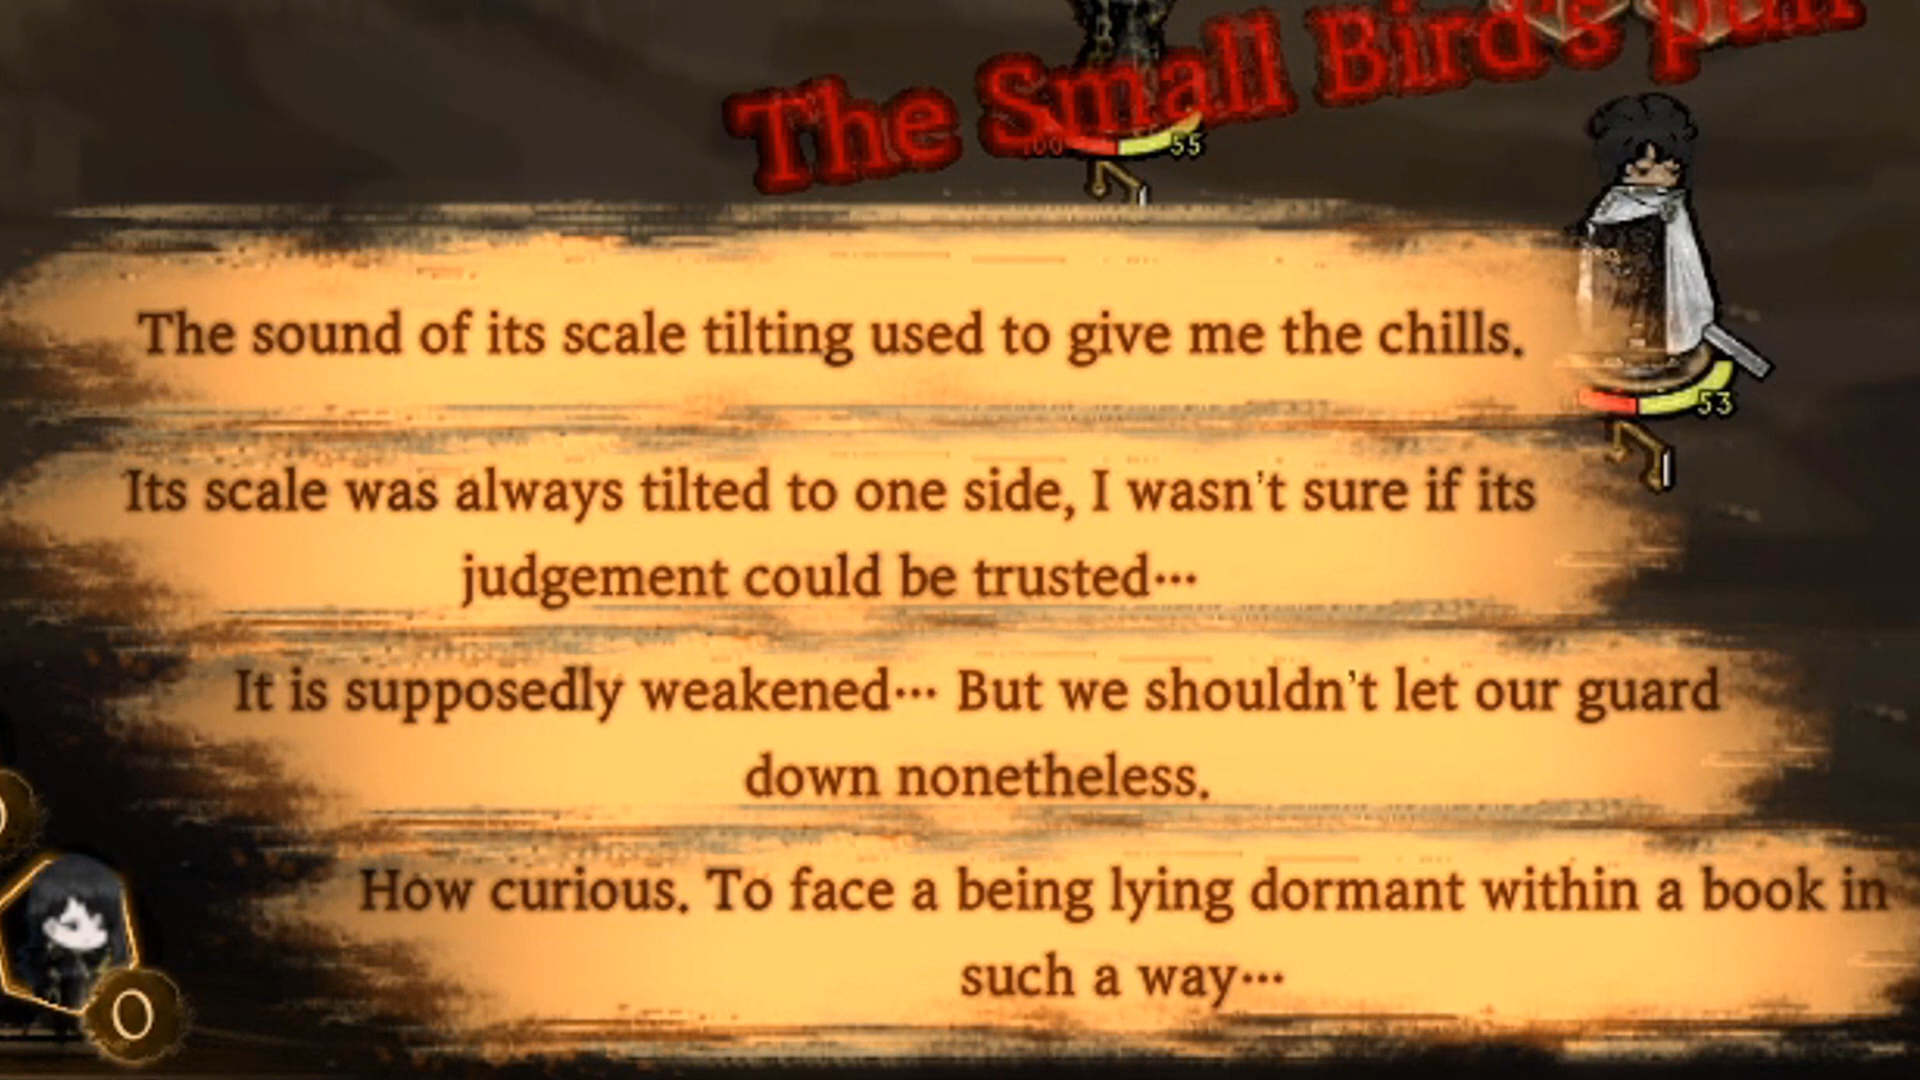 The Small Bird's
100
55
53
The sound of its scale tilting used to give me the chills.
Its scale was always tilted to one side, I wasn't sure if its
judgement could be trusted···
It is supposedly weakened··· But we shouldn't let our guard
down nonetheless.
How curious. To face a being lying dormant within a book in
such a way···
0